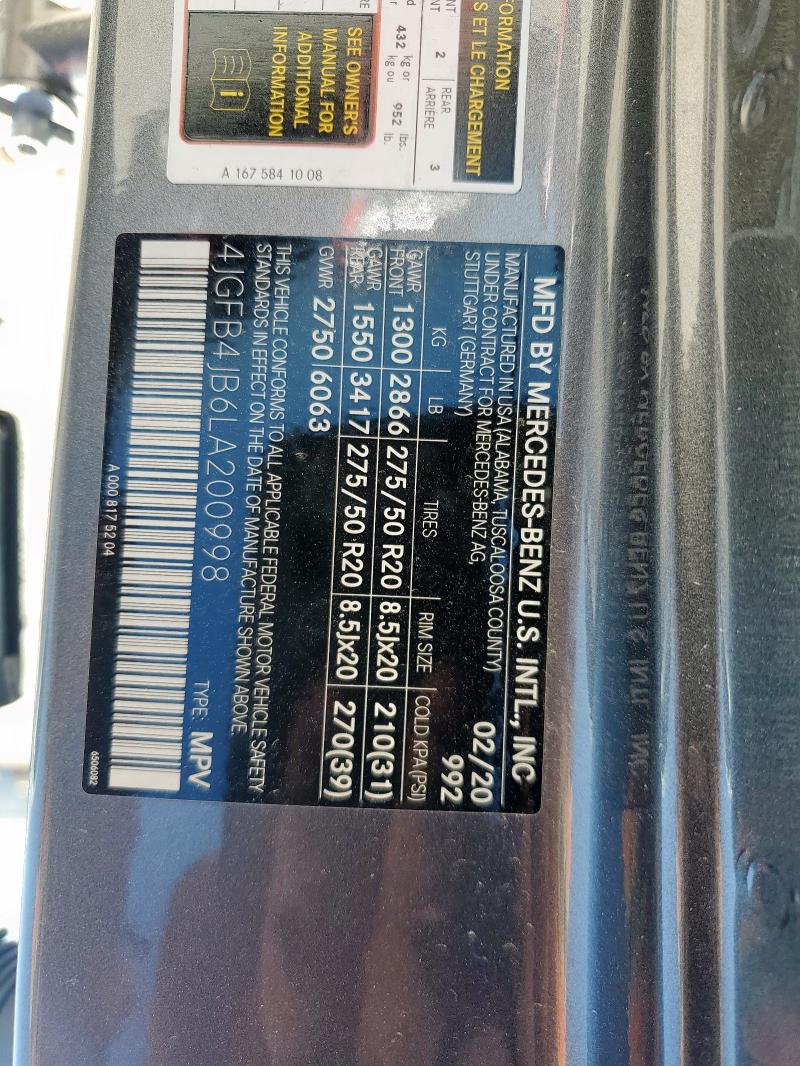 FORMATION
S ET LE CHARGEMENT
2 REAR ARRIÈRE 3
432 kg or kg ou 952 lbs. lb.
SEE OWNER'S
MANUAL FOR
ADDITIONAL
INFORMATION
A 167 584 10 08
MFD BY MERCEDES-BENZ U.S. INTL., INC
MANUFACTURED IN USA (ALABAMA, TUSCALOOSA COUNTY) 02/20
UNDER CONTRACT FOR MERCEDES-BENZ AG,
STUTTGART (GERMANY) 992
KG LB TIRES RIM SIZE COLD KPA (PSI)
GAWR FRONT 1300 2866 275/50 R20 8.5Jx20 210(31)
GAWR REAR 1550 3417 275/50 R20 8.5Jx20 270(39)
GVWR 2750 6063
THIS VEHICLE CONFORMS TO ALL APPLICABLE FEDERAL MOTOR VEHICLE SAFETY
STANDARDS IN EFFECT ON THE DATE OF MANUFACTURE SHOWN ABOVE.
4JGFB4JB6LA200998 TYPE: MPV
A 000 817 52 04 6506082